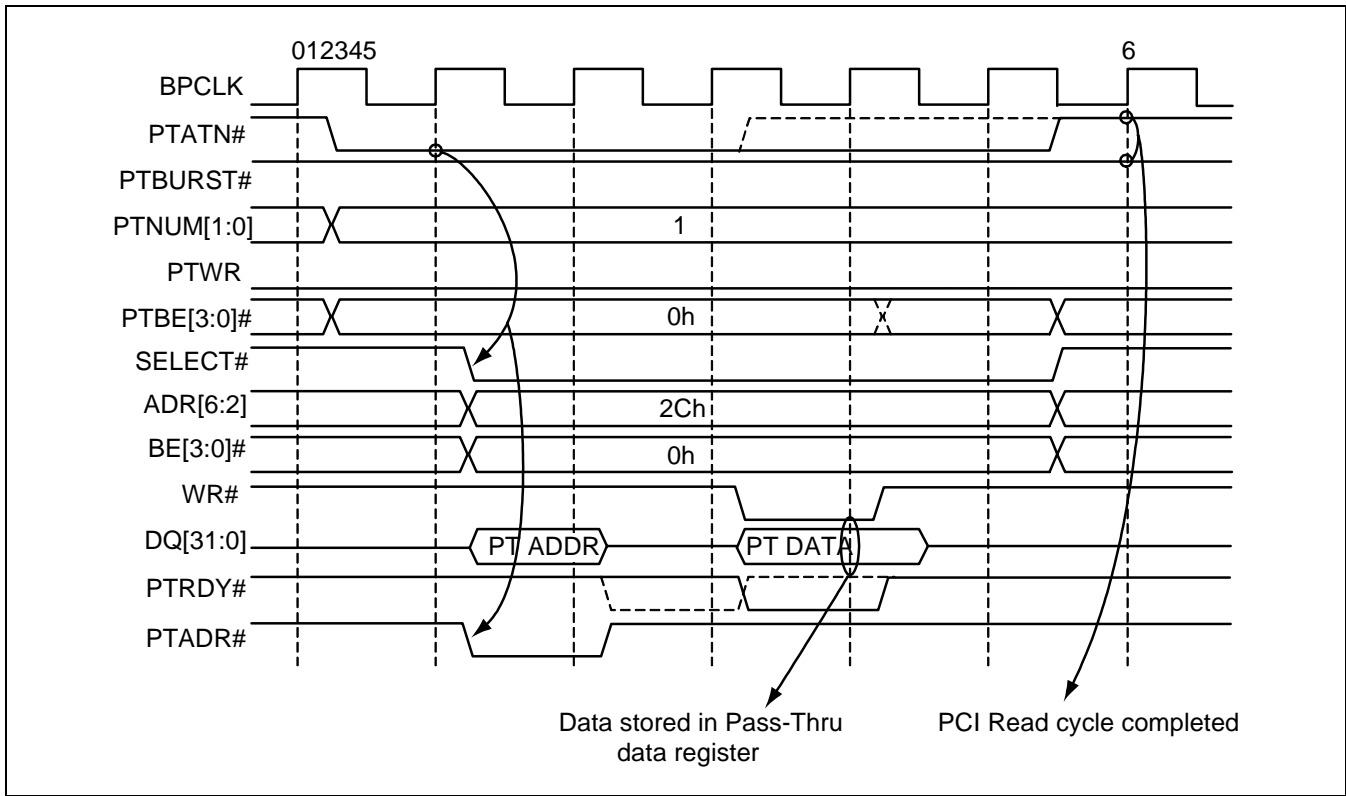 012345
6
BPCLK
PTATN#
PTBURST#
PTNUM[1:0]
1
PTWR
PTBE[3:0]#
0h
SELECT#
ADR[6:2]
2Ch
BE[3:0]#
0h
WR#
DQ[31:0]
PT ADDR
PT DATA
PTRDY#
PTADR#
Data stored in Pass-Thru
data register
PCI Read cycle completed